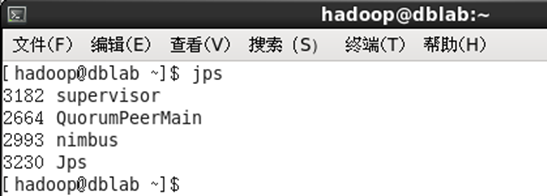 hadoop@dblab:~
文件(F) 编辑(E) 查看(V) 搜索 (S) 终端(T) 帮助(H)
[hadoop@dblab ~]$ jps
3182 supervisor
2664 QuorumPeerMain
2993 nimbus
3230 Jps
[hadoop@dblab ~]$